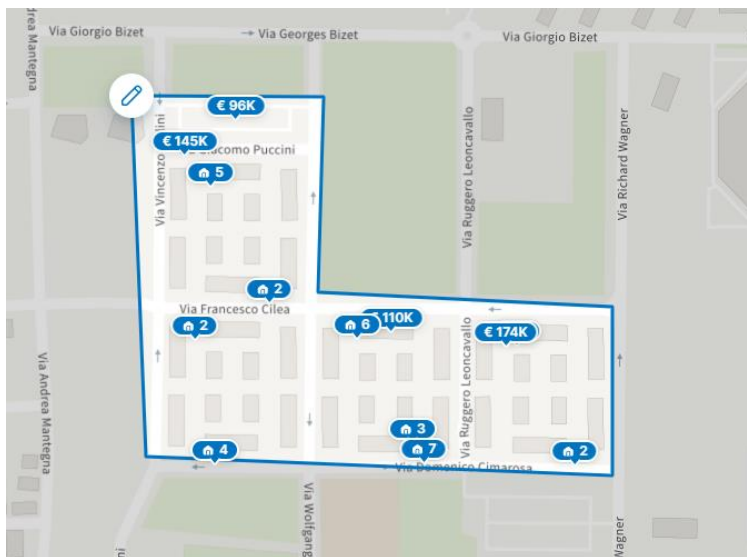 Andrea Mantegna
Via Giorgio Bizet
Via Georges Bizet
Via Giorgio Bizet
€ 96K
€ 145K
Giacomo Puccini
5
Via Vincenzo
Via Ruggero Leoncavallo
Via Richard Wagner
2
Via Francesco Cilea
2
6
110K
€ 174K
Via Andrea Mantegna
Via Ruggero Leoncavallo
3
7
4
2
Via Domenico Cimarosa
Via Wolfgang
Wagner